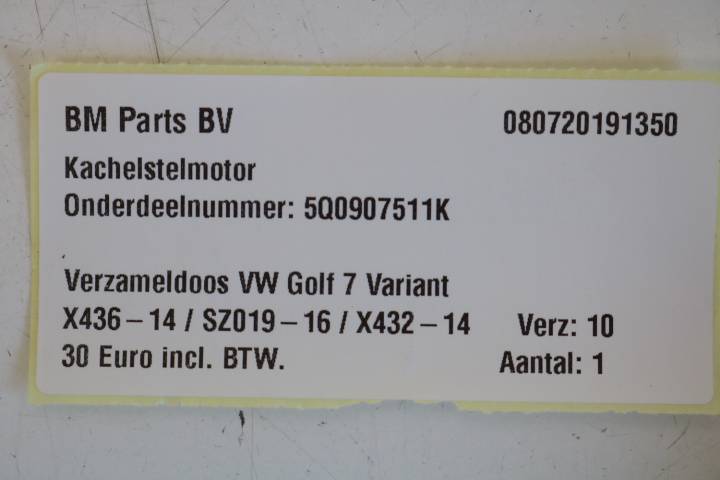 BM Parts BV 080720191350
Kachelstelmotor
Onderdeelnummer: 5Q0907511K
Verzameldoos VW Golf 7 Variant
X436-14 / SZ019-16 / X432-14 Verz: 10
30 Euro incl. BTW. Aantal: 1